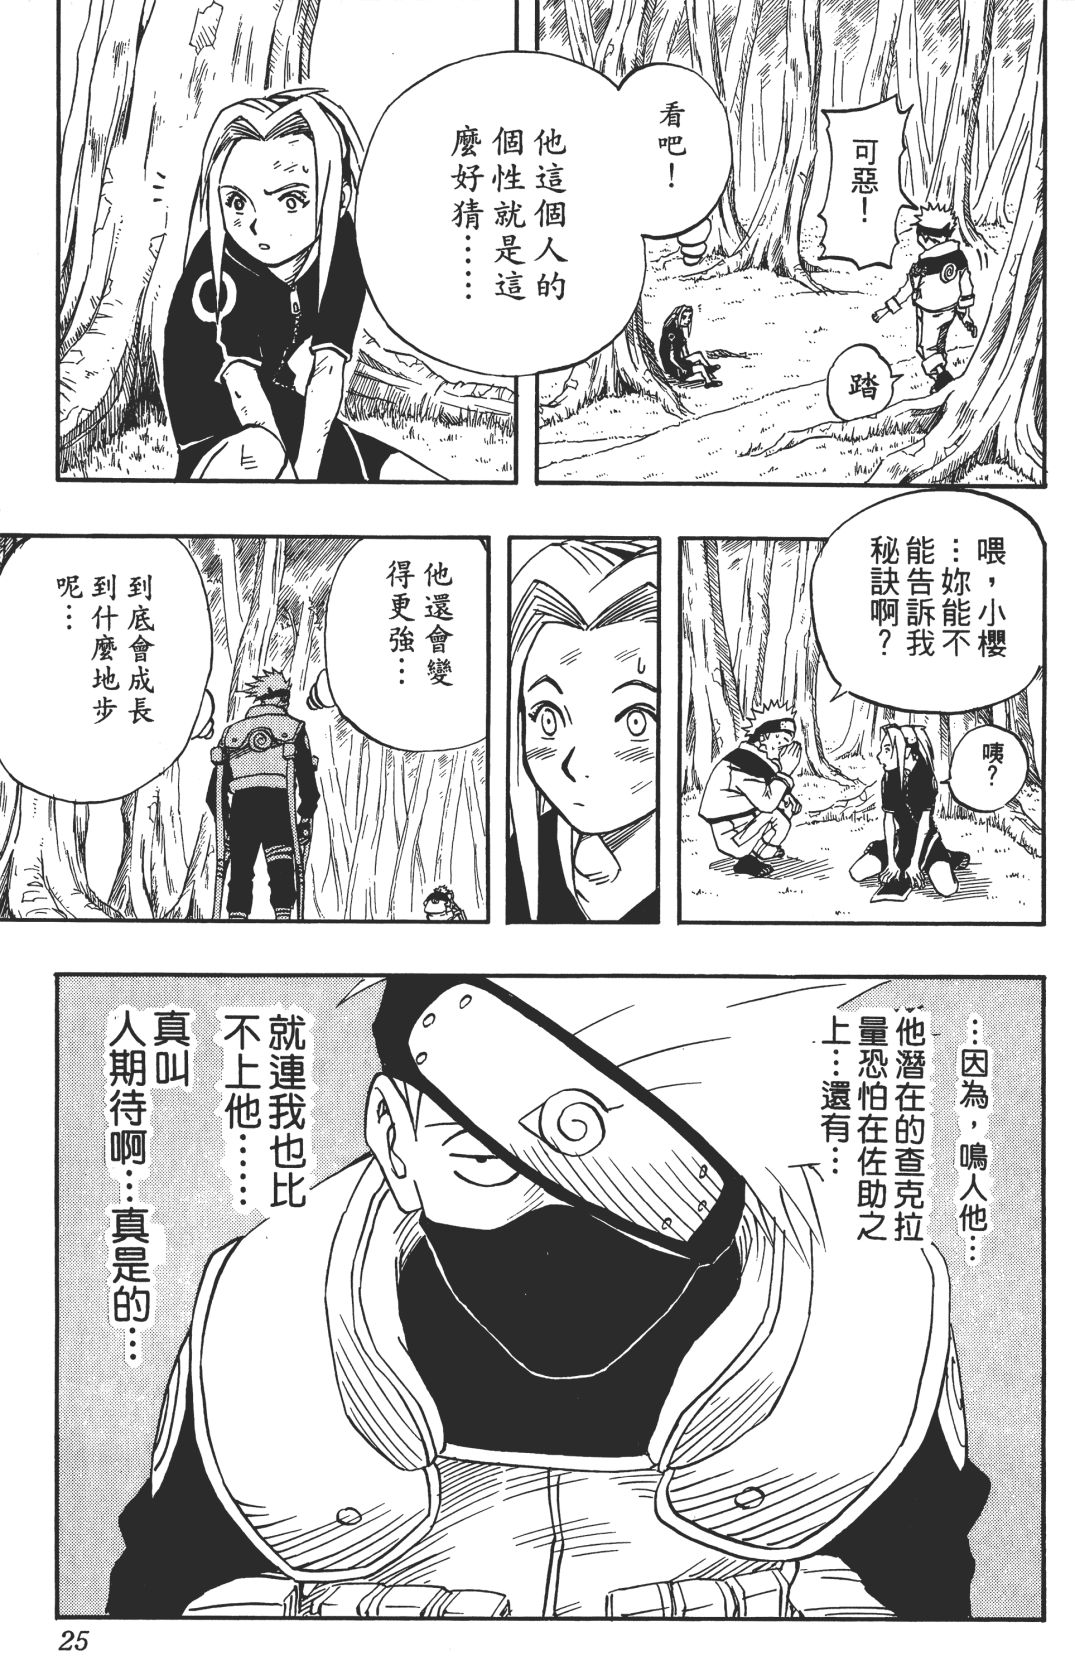 可惡！
踏
看吧！
他這個人的
個性就是這
麼好猜……
喂，小櫻
…妳能不
能告訴我
秘訣啊？
咦？
他還會變
得更強…
到底會成長
到什麼地步
呢…
…因為，鳴人他…
他潛在的查克拉
量恐怕在佐助之
上…還有…
就連我也比
不上他……
真叫
人期待啊…真是的…
25